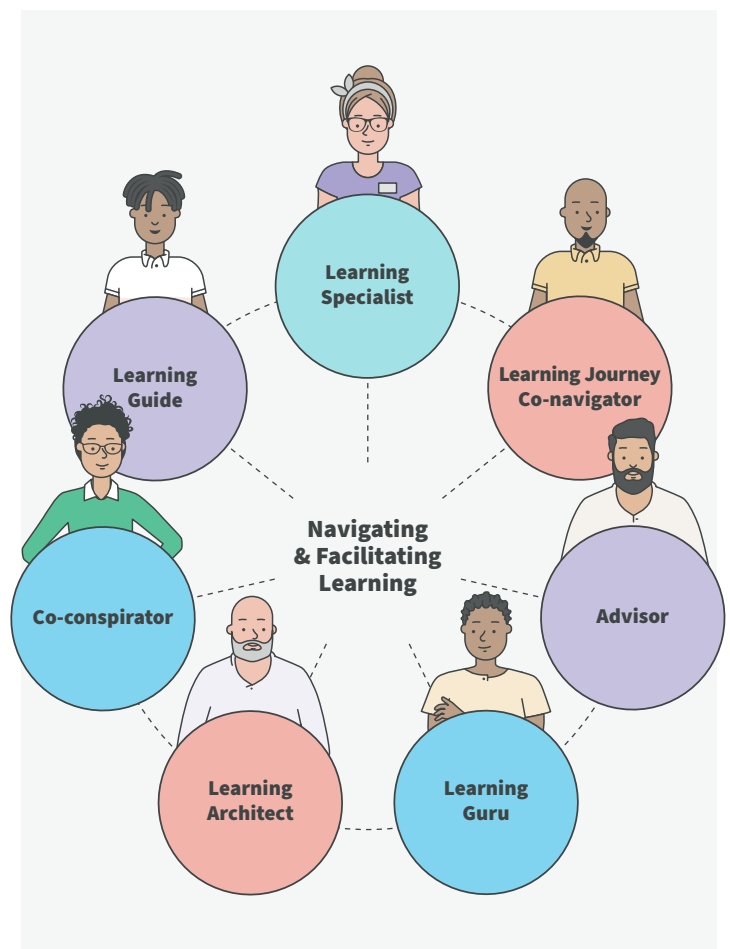 Learning
Specialist
Learning
Guide
Learning Journey
Co-navigator
Navigating
& Facilitating
Learning
Co-conspirator
Advisor
Learning
Architect
Learning
Guru